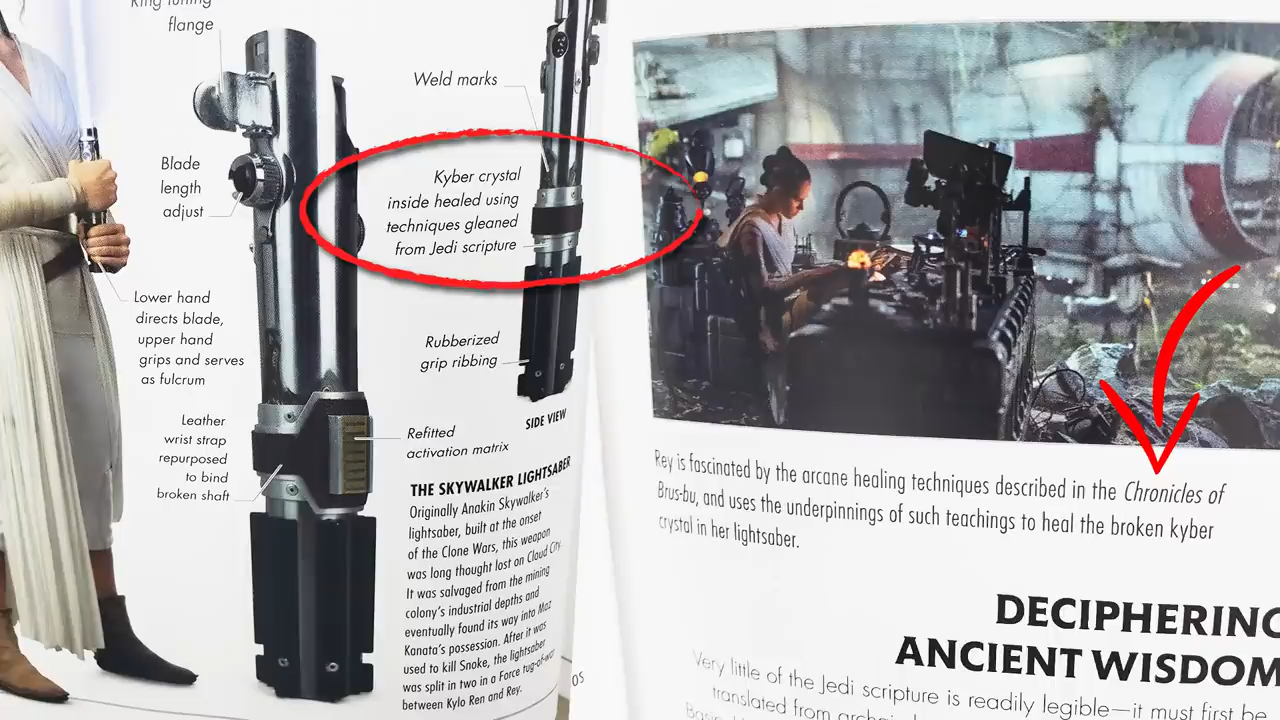 Ring tuning
flange
Blade
length
adjust
Lower hand
directs blade,
upper hand
grips and serves
as fulcrum
Leather
wrist strap
repurposed
to bind
broken shaft
Weld marks
Kyber crystal
inside healed using
techniques gleaned
from Jedi scripture
Rubberized
grip ribbing
SIDE VIEW
Refitted
activation matrix
THE SKYWALKER LIGHTSABER
Originally Anakin Skywalker's
lightsaber, built at the onset
of the Clone Wars, this weapon
was long thought lost on Cloud City.
It was salvaged from the mining
colony's industrial depths and
eventually found its way into Maz
Kanata's possession. After it was
used to kill Snoke, the lightsaber
was split in two in a Force tug-of-war
between Kylo Ren and Rey.
Rey is fascinated by the arcane healing techniques described in the Chronicles of
Brus-bu, and uses the underpinnings of such teachings to heal the broken kyber
crystal in her lightsaber.
DECIPHERING
ANCIENT WISDOM
Very little of the Jedi scripture is readily legible—it must first be
translated from